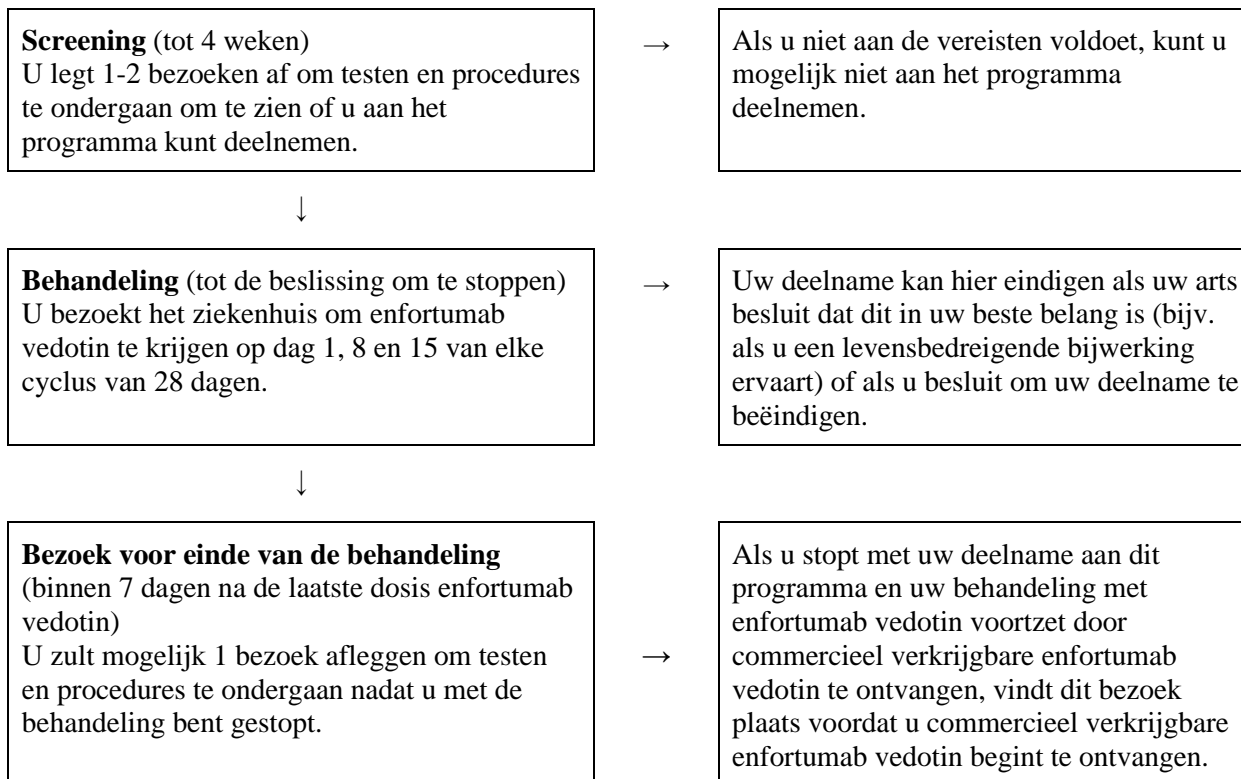 Screening (tot 4 weken)
U legt 1-2 bezoeken af om testen en procedures
te ondergaan om te zien of u aan het
programma kunt deelnemen.
→
Als u niet aan de vereisten voldoet, kunt u
mogelijk niet aan het programma
deelnemen.
↓
Behandeling (tot de beslissing om te stoppen)
U bezoekt het ziekenhuis om enfortumab
vedotin te krijgen op dag 1, 8 en 15 van elke
cyclus van 28 dagen.
→
Uw deelname kan hier eindigen als uw arts
besluit dat dit in uw beste belang is (bijv.
als u een levensbedreigende bijwerking
ervaart) of als u besluit om uw deelname te
beëindigen.
↓
Bezoek voor einde van de behandeling
(binnen 7 dagen na de laatste dosis enfortumab
vedotin)
U zult mogelijk 1 bezoek afleggen om testen
en procedures te ondergaan nadat u met de
behandeling bent gestopt.
→
Als u stopt met uw deelname aan dit
programma en uw behandeling met
enfortumab vedotin voortzet door
commercieel verkrijgbare enfortumab
vedotin te ontvangen, vindt dit bezoek
plaats voordat u commercieel verkrijgbare
enfortumab vedotin begint te ontvangen.